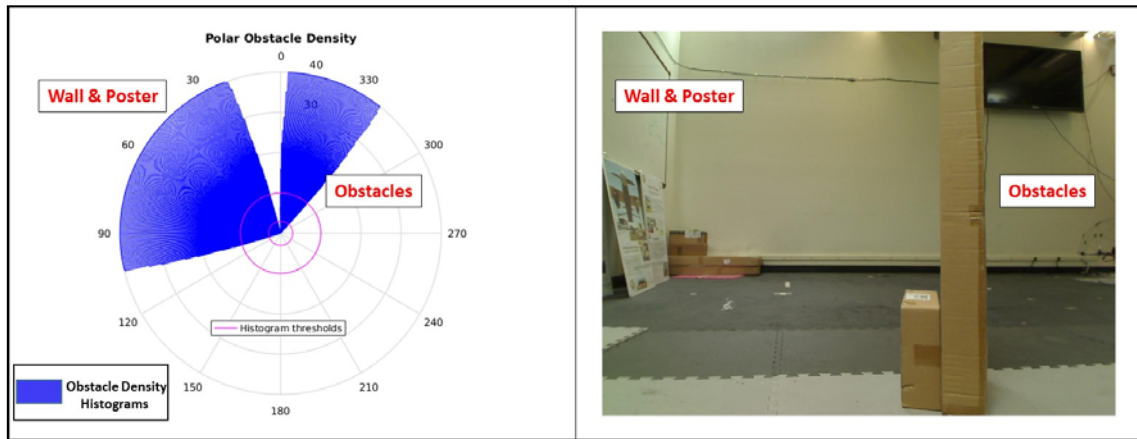 Polar Obstacle Density
0
30
40
330
Wall & Poster
30
60
300
Obstacles
90
270
120
240
Histogram thresholds
150
210
180
Obstacle Density
Histograms
Wall & Poster
Obstacles